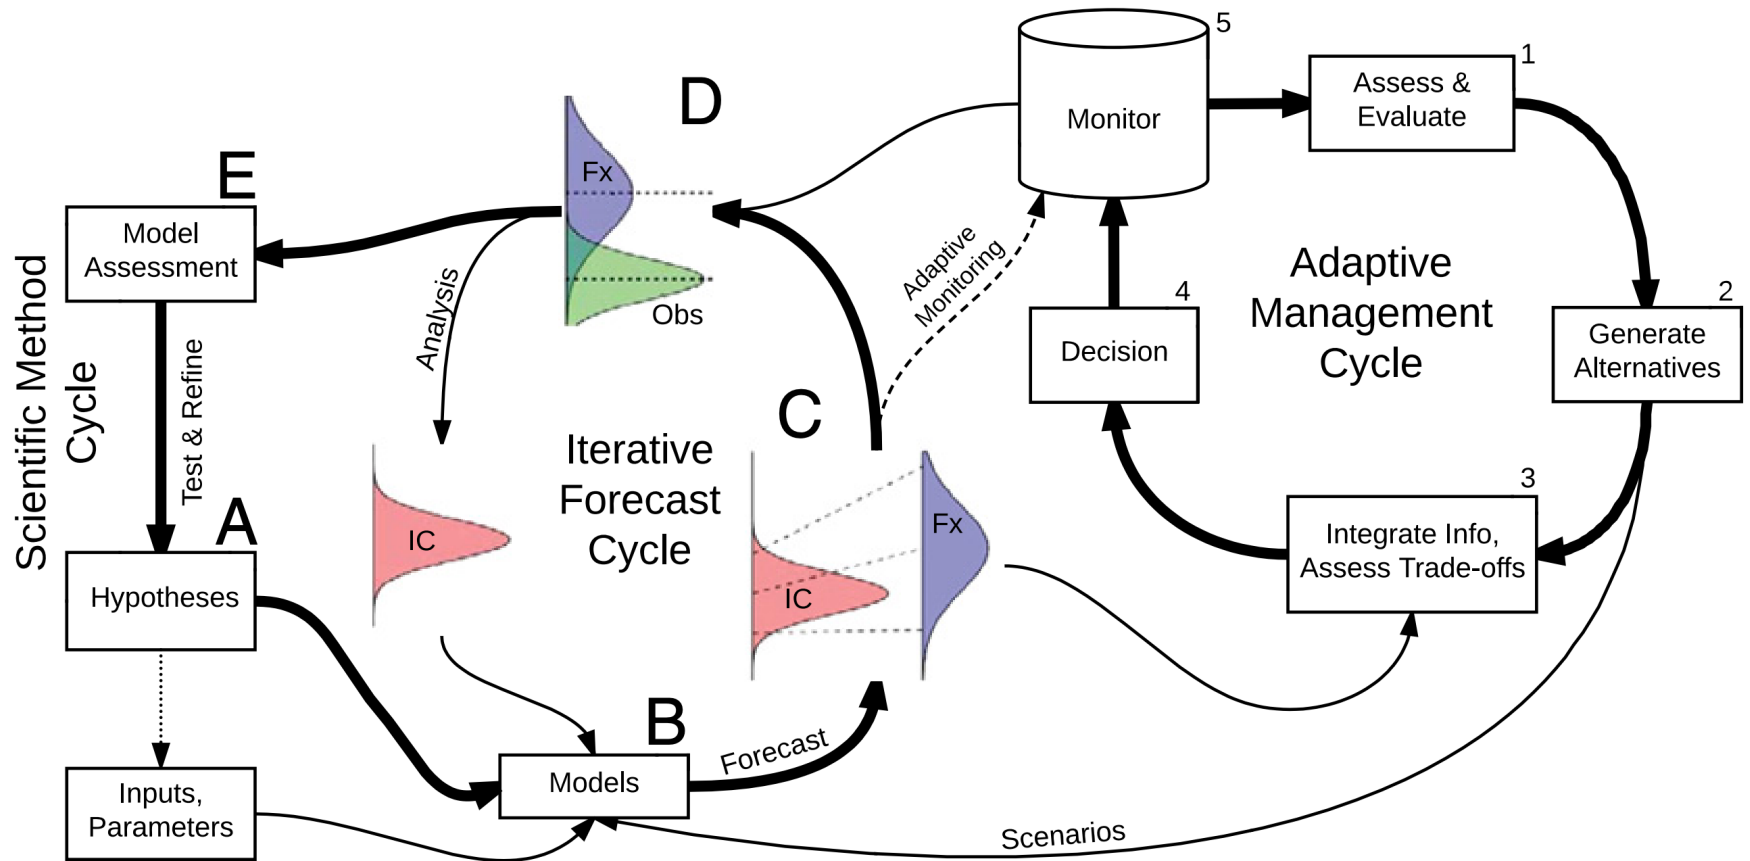 Scientific Method
Cycle
E
Model
Assessment
Test & Refine
A
Hypotheses
Inputs,
Parameters
D
Fx
Obs
Analysis
IC
Iterative
Forecast
Cycle
B
Models
Forecast
C
IC
Fx
Adaptive
Monitoring
Scenarios
5
Monitor
1
Assess &
Evaluate
2
Generate
Alternatives
3
Integrate Info,
Assess Trade-offs
4
Decision
Adaptive
Management
Cycle